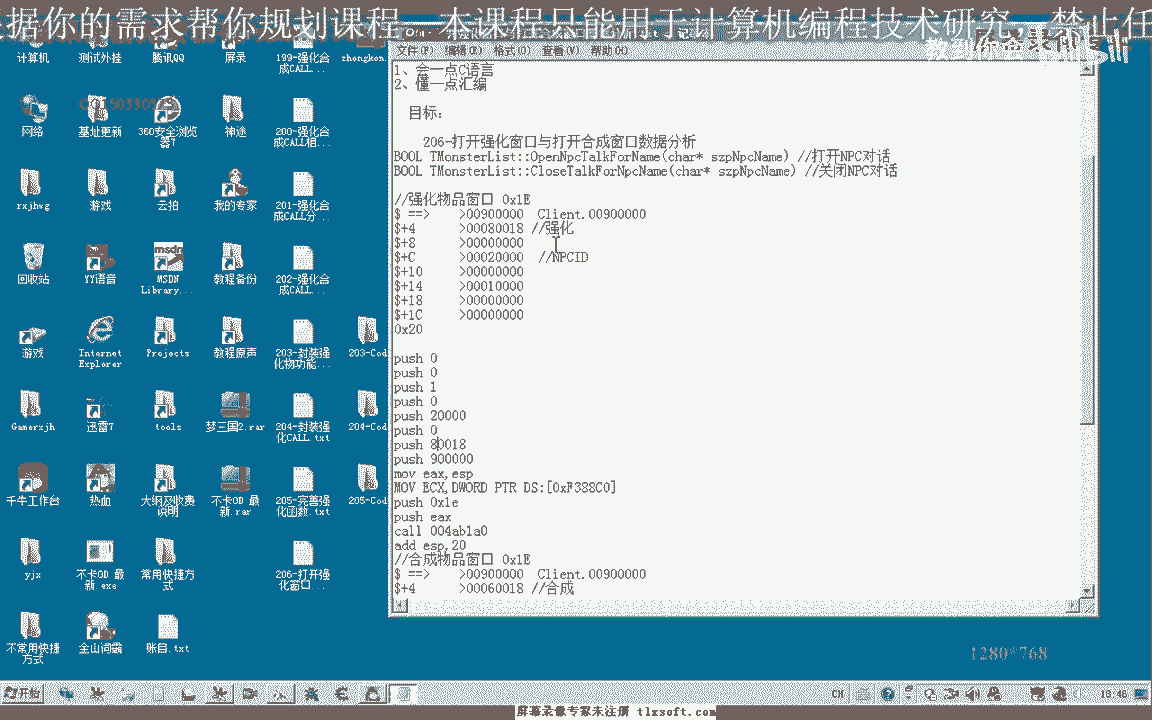 据你的需求帮你规划课程 本课程只能用于计算机编程技术研究 禁止任
文件(F) 编辑(E) 格式(O) 查看(V) 帮助(H)
1、会一点C语言
2、懂一点汇编
目标:
206-打开强化窗口与打开合成窗口数据分析
BOOL TMonsterList::OpenNpcTalkForName(char* szpNpcName) //打开NPC对话
BOOL TMonsterList::CloseTalkForNpcName(char* szpNpcName) //关闭NPC对话
//强化物品窗口 0x1E
$ ==>     >00900000  Client.00900000
$+4      >00080018 //强化
$+8      >00000000
$+C      >00020000  //NPCID
$+10     >00000000
$+14     >00010000
$+18     >00000000
$+1C     >00000000
0x20
push 0
push 0
push 1
push 0
push 20000
push 0
push 80018
push 900000
mov eax,esp
MOV ECX,DWORD PTR DS:[0xF388C0]
push 0x1e
push eax
call 004ab1a0
add esp,20
//合成物品窗口 0x1E
$ ==>     >00900000  Client.00900000
$+4      >00060018 //合成
计算机
测试外挂
腾讯QQ
屏录
199-强化合成CALL...
zhongkon.
网络
基址更新
360安全浏览器7
神途
200-强化合成CALL相...
rxjhwg
游戏
云拍
我的专家
201-强化合成CALL分...
回收站
YY语音
MSDN Library...
教程备份
202-强化合成CALL...
游戏
Internet Explorer
Projects
教程原声
203-封装强化物功能...
203-Cod
Gamerxjh
迅雷7
tools
梦三国2.rar
204-封装强化CALL.txt
204-Cod
千牛工作台
热血
大纲及收费说明
不卡OD 最新.rar
205-完善强化函数.txt
205-Cod
yjx
不卡OD 最新.exe
常用快捷方式
206-打开强化窗口...
不常用快捷方式
金山词霸
账目.txt
1280*768
开始
CH
18:46
屏幕录像专家未注册 tlxsoft.com